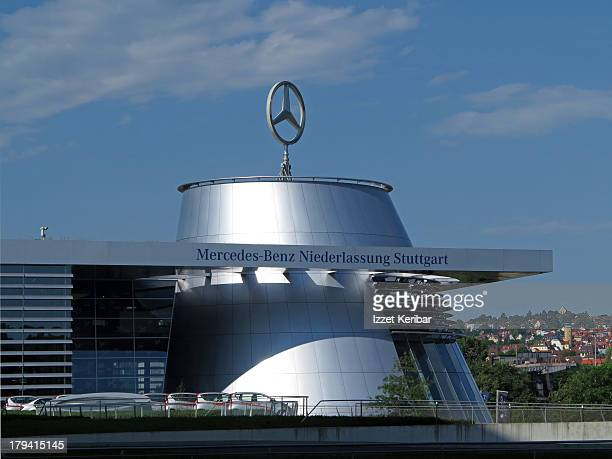 Mercedes-Benz Niederlassung Stuttgart
gettyimages
Izzet Keribar
179415145